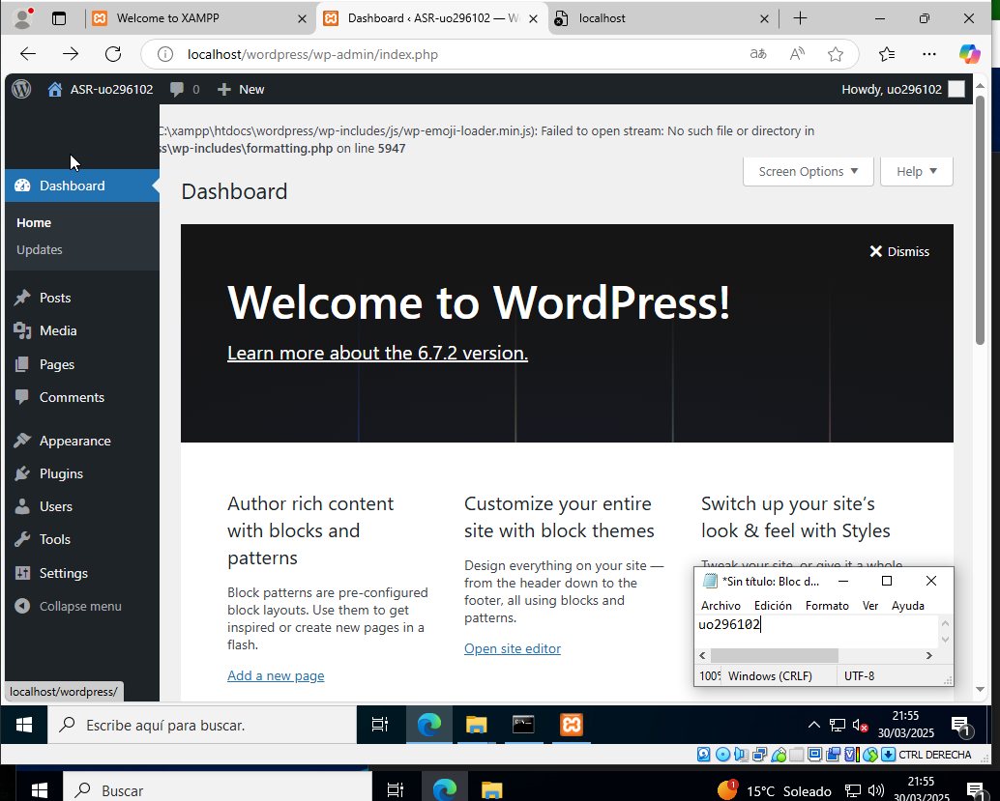 Welcome to XAMPP
Dashboard ‹ ASR-uo296102 — W
localhost
localhost/wordpress/wp-admin/index.php
aあ
ASR-uo296102
0
New
Howdy, uo296102
C:\xampp\htdocs\wordpress/wp-includes/js/wp-emoji-loader.min.js): Failed to open stream: No such file or directory in
ss\wp-includes\formatting.php on line 5947
Screen Options
Help
Dashboard
Dashboard
Home
Updates
Posts
Media
Pages
Comments
Appearance
Plugins
Users
Tools
Settings
Collapse menu
Dismiss
Welcome to WordPress!
Learn more about the 6.7.2 version.
Author rich content
with blocks and
patterns
Block patterns are pre-configured
block layouts. Use them to get
inspired or create new pages in a
flash.
Add a new page
Customize your entire
site with block themes
Design everything on your site —
from the header down to the
footer, all using blocks and
patterns.
Open site editor
Switch up your site's
look & feel with Styles
Tweak your site, or give it a whole
*Sin título: Bloc d...
Archivo Edición Formato Ver Ayuda
uo296102
100%
Windows (CRLF)
UTF-8
localhost/wordpress/
Escribe aquí para buscar.
21:55
30/03/2025
1
CTRL DERECHA
Buscar
1
15°C Soleado
21:55
30/03/2025
1